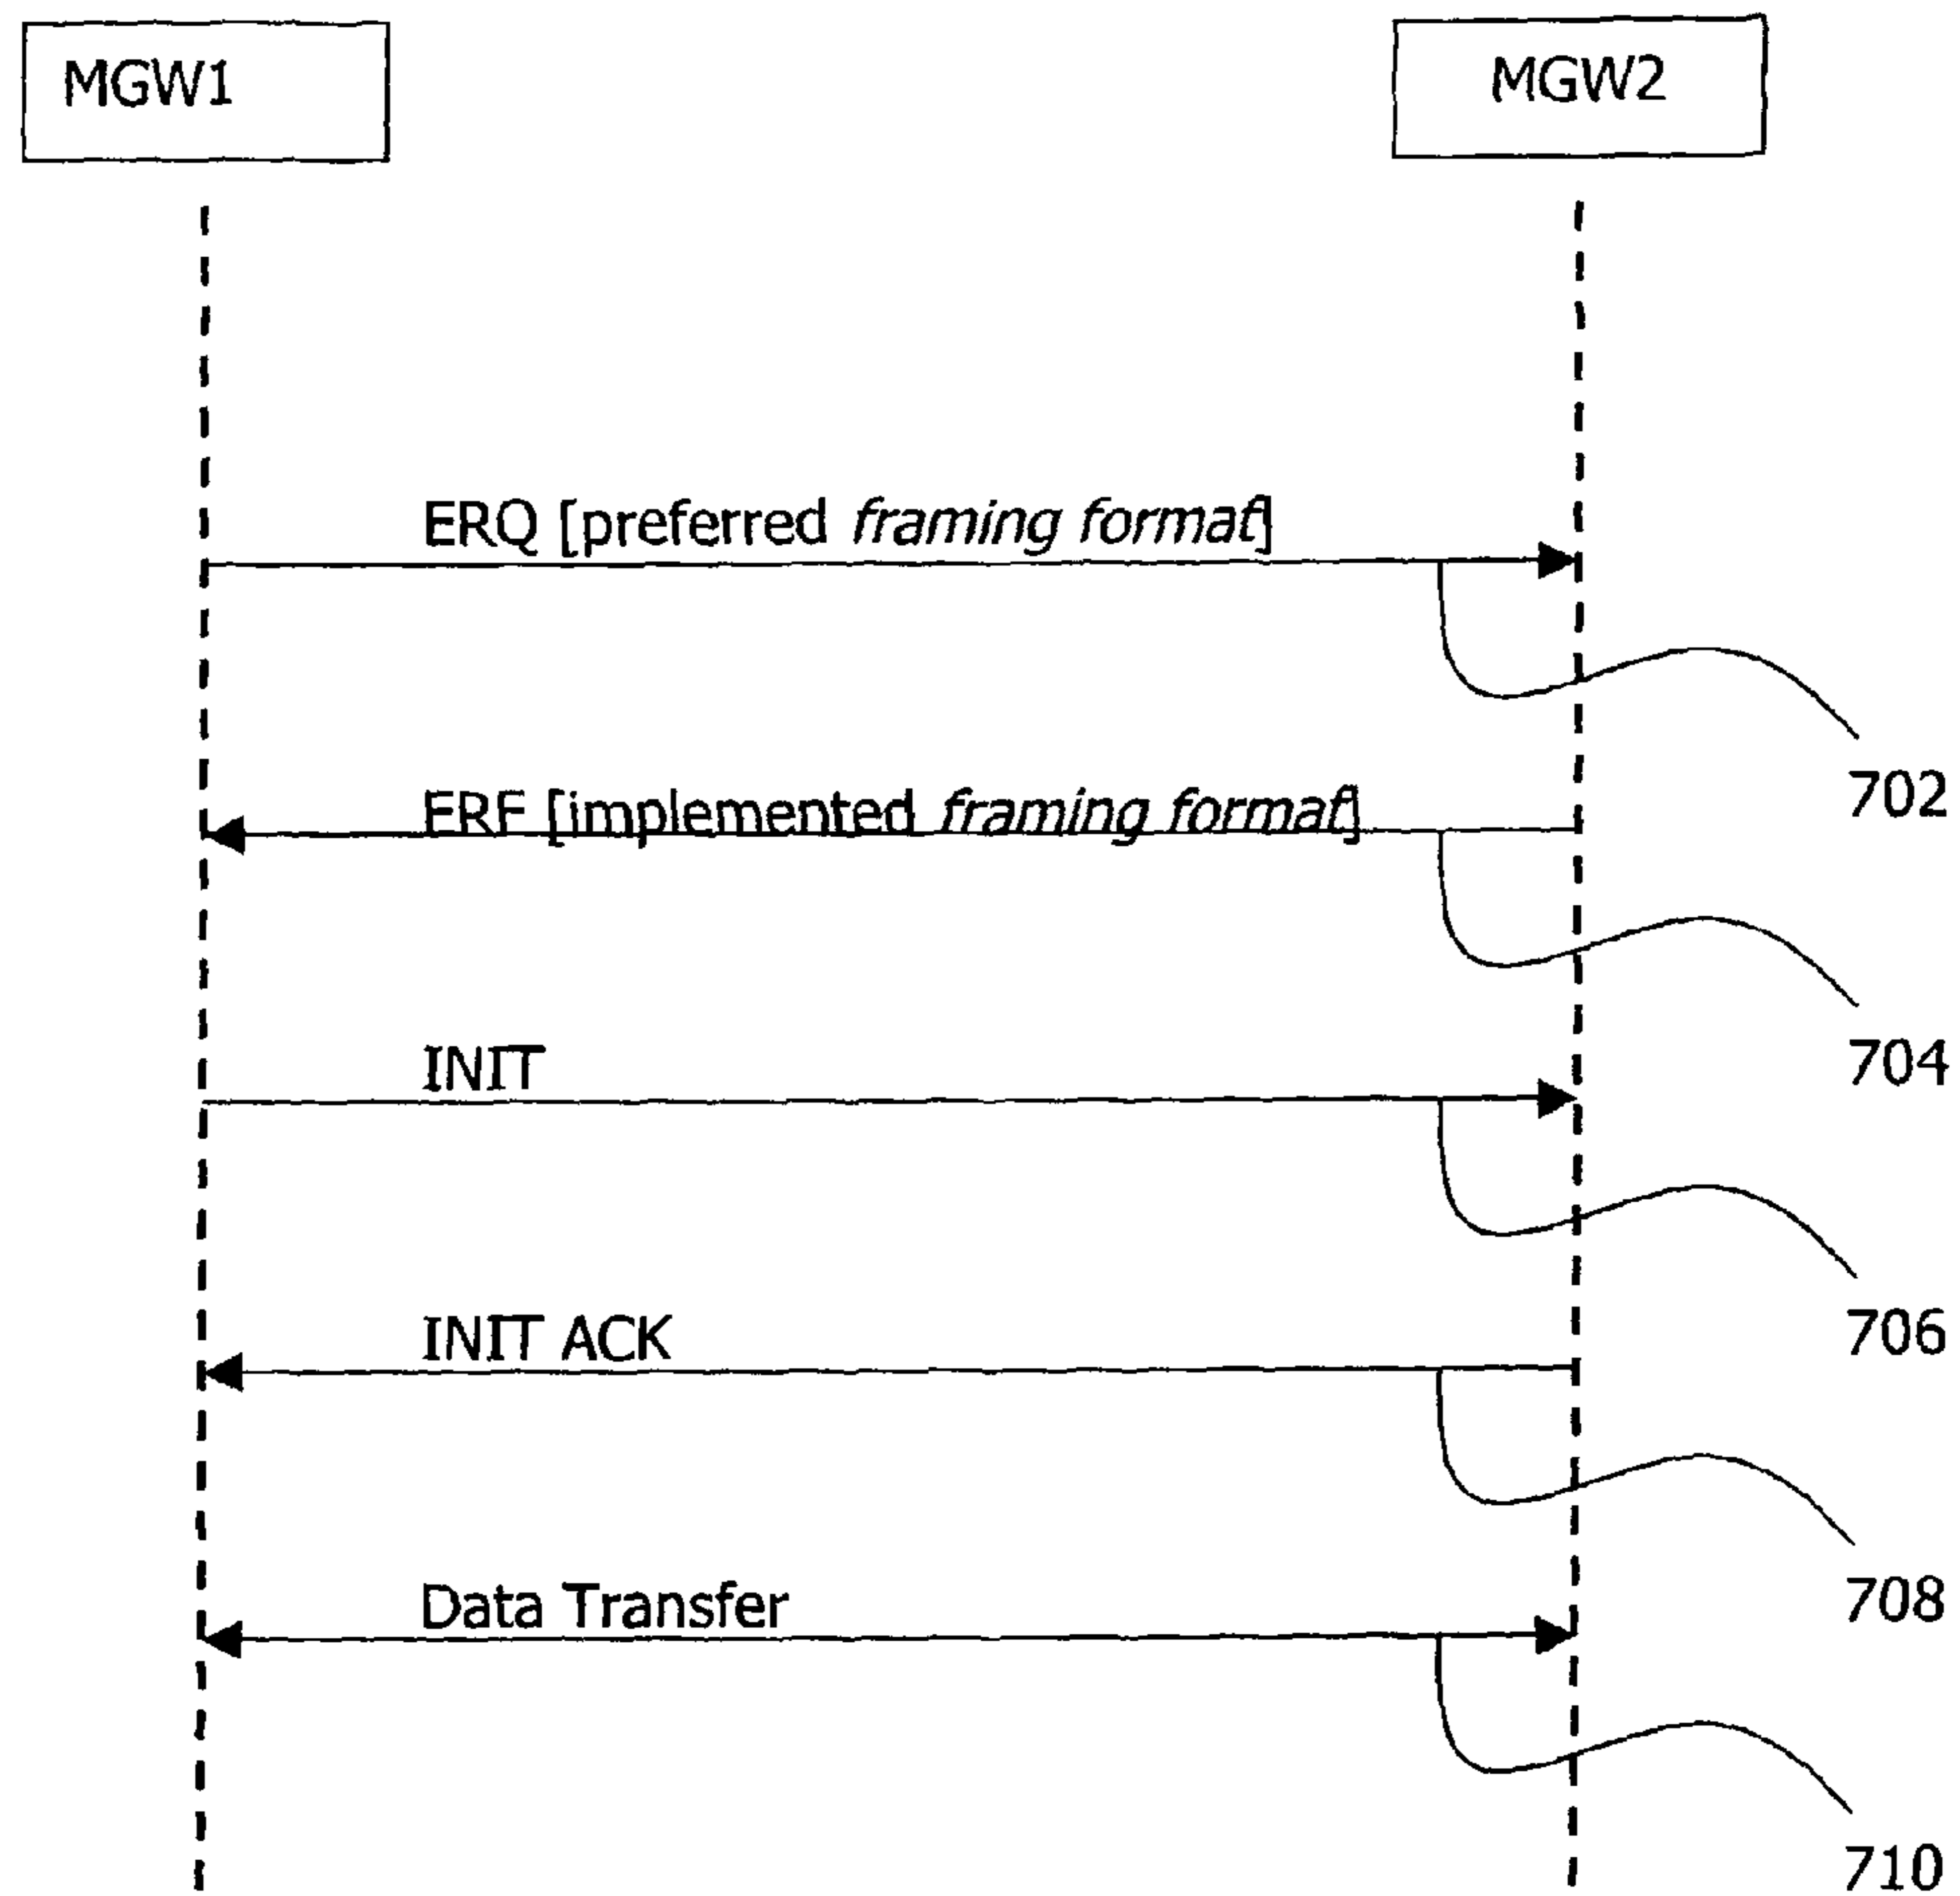 MGW1
MGW2
ERQ [preferred framing format]
702
ERF [implemented framing format]
704
INIT
706
INIT ACK
708
Data Transfer
710